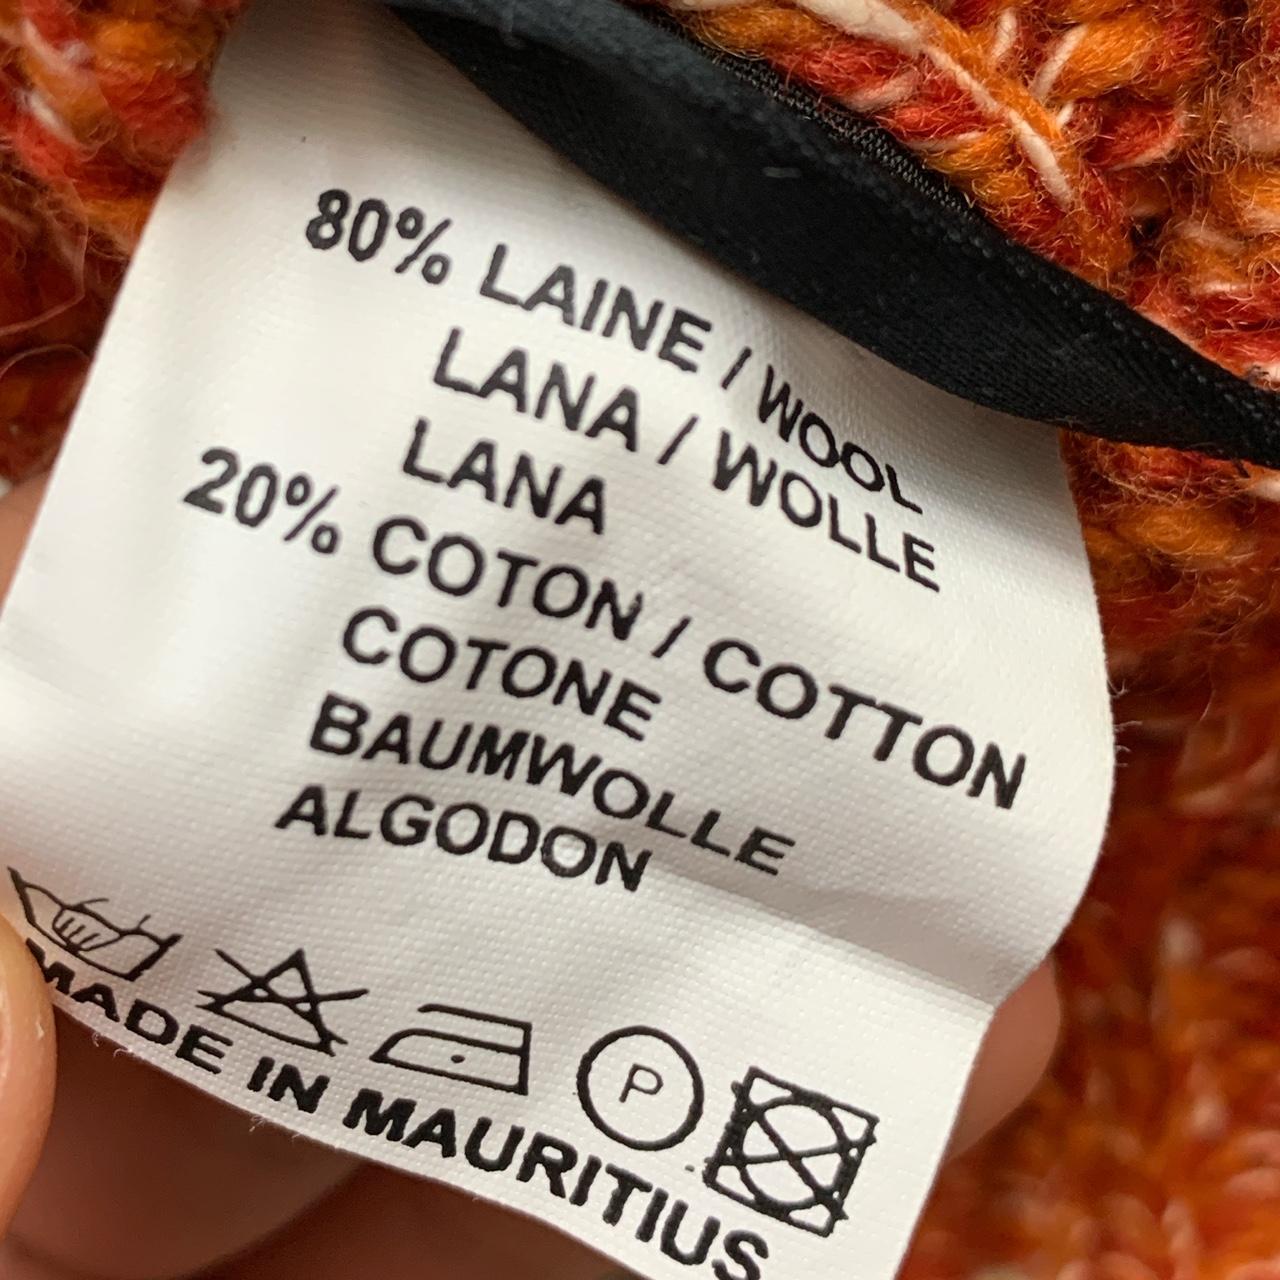 80% LAINE / WOOL
LANA / WOLLE
LANA
20% COTON / COTTON
COTONE
BAUMWOLLE
ALGODON
P
MADE IN MAURITIUS